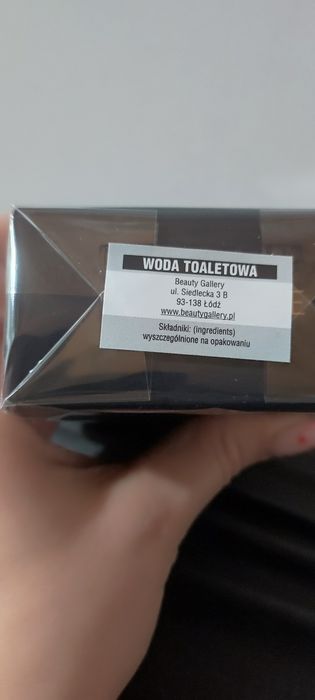 WODA TOALETOWA
Beauty Gallery
ul. Siedlecka 3 B
93-138 Łódź
www.beautygallery.pl
Składniki: (ingredients)
wyszczególnione na opakowaniu